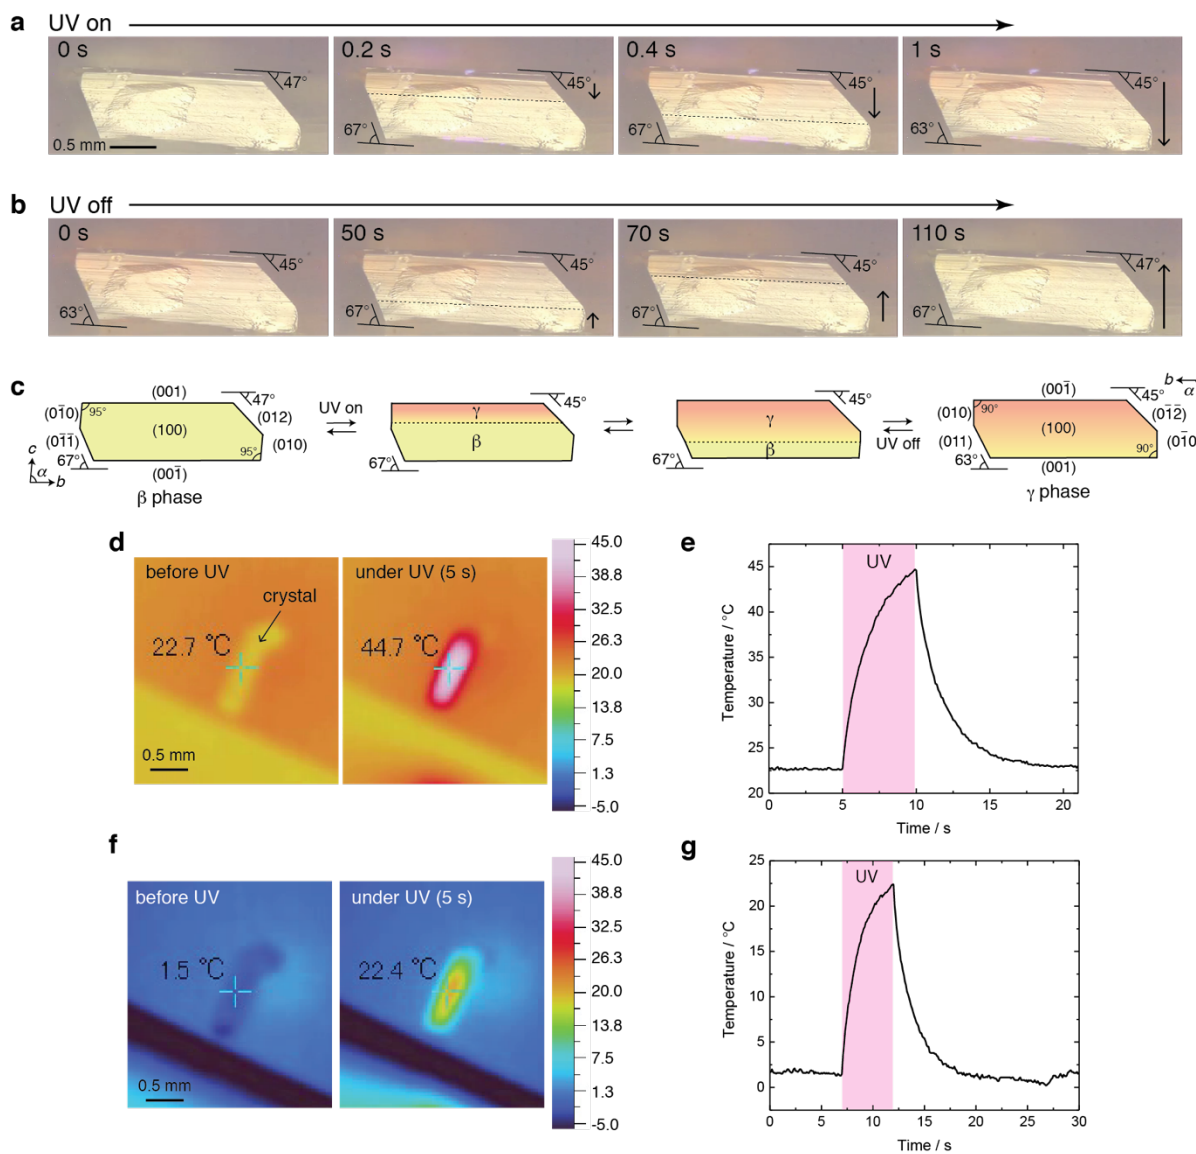 a UV on
0 s 0.2 s 0.4 s 1 s
47° 45° 45° 45°
67° 67° 63°
0.5 mm
b UV off
0 s 50 s 70 s 110 s
45° 45° 45° 47°
63° 67° 67° 67°
c
(001) (001̄) b
α
(01̄0) 95° 47° (012) UV on γ 45° γ 45° (010) 90° 45° (01̄2̄)
(100) (010) β UV off (100) (01̄0)
(01̄1̄) 95° β (011) 90°
c 67° 67° 67° 63°
α b (001̄) (001)
β phase γ phase
d
before UV under UV (5 s)
crystal
22.7 °C 44.7 °C
0.5 mm
45.0
38.8
32.5
26.3
20.0
13.8
7.5
1.3
-5.0
e
UV
Temperature / °C
45
40
35
30
25
20
0 5 10 15 20
Time / s
f
before UV under UV (5 s)
1.5 °C 22.4 °C
0.5 mm
45.0
38.8
32.5
26.3
20.0
13.8
7.5
1.3
-5.0
g
UV
Temperature / °C
25
20
15
10
5
0
0 5 10 15 20 25 30
Time / s